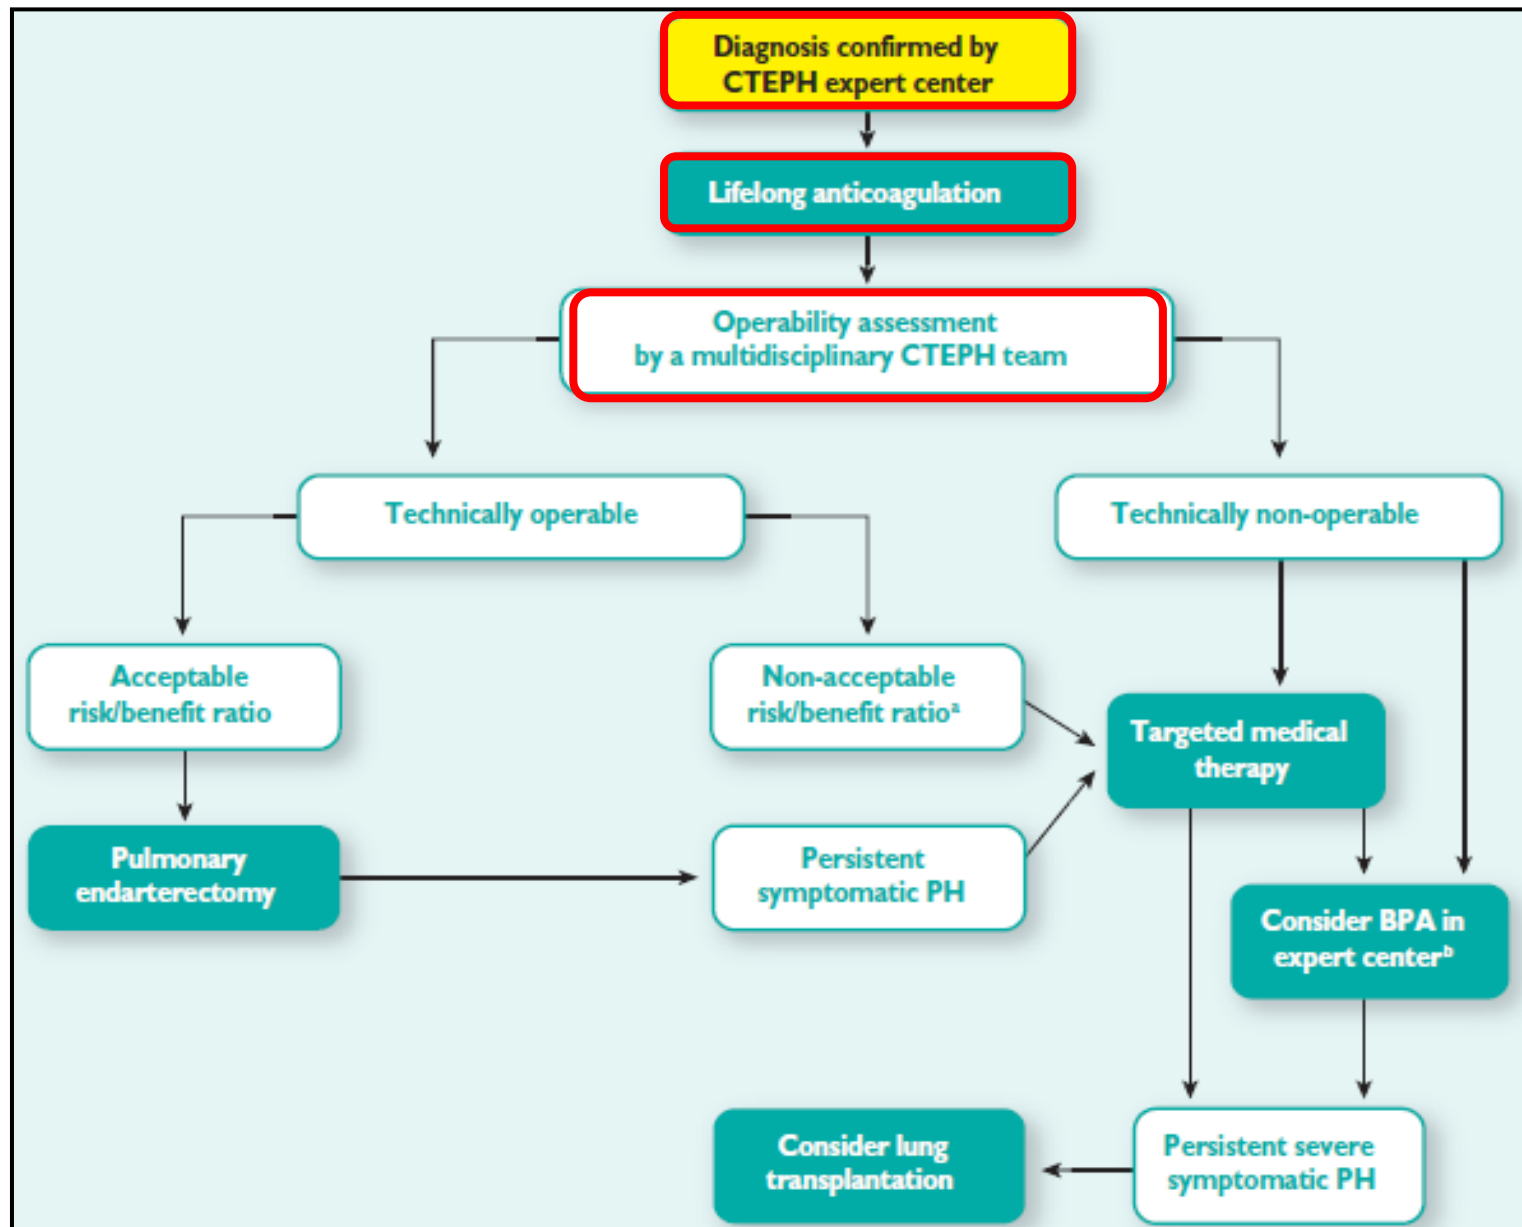 Diagnosis confirmed by
CTEPH expert center
Lifelong anticoagulation
Operability assessment
by a multidisciplinary CTEPH team
Technically operable
Technically non-operable
Acceptable
risk/benefit ratio
Non-acceptable
risk/benefit ratioᵃ
Targeted medical
therapy
Pulmonary
endarterectomy
Persistent
symptomatic PH
Consider BPA in
expert centerᵇ
Consider lung
transplantation
Persistent severe
symptomatic PH